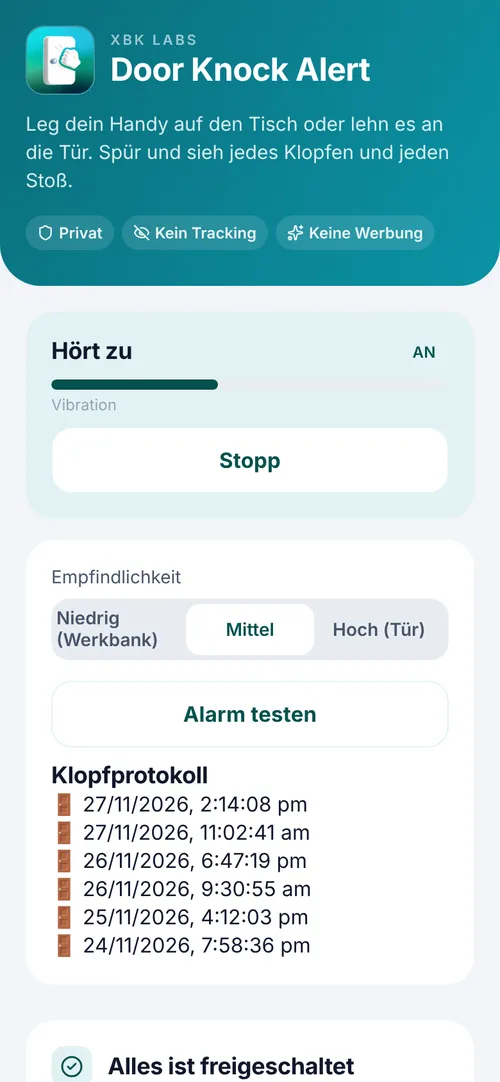 XBK LABS
Door Knock Alert
Leg dein Handy auf den Tisch oder lehn es an
die Tür. Spür und sieh jedes Klopfen und jeden
Stoß.
Privat
Kein Tracking
Keine Werbung
Hört zu
AN
Vibration
Stopp
Empfindlichkeit
Niedrig
(Werkbank)
Mittel
Hoch (Tür)
Alarm testen
Klopfprotokoll
27/11/2026, 2:14:08 pm
27/11/2026, 11:02:41 am
26/11/2026, 6:47:19 pm
26/11/2026, 9:30:55 am
25/11/2026, 4:12:03 pm
24/11/2026, 7:58:36 pm
Alles ist freigeschaltet